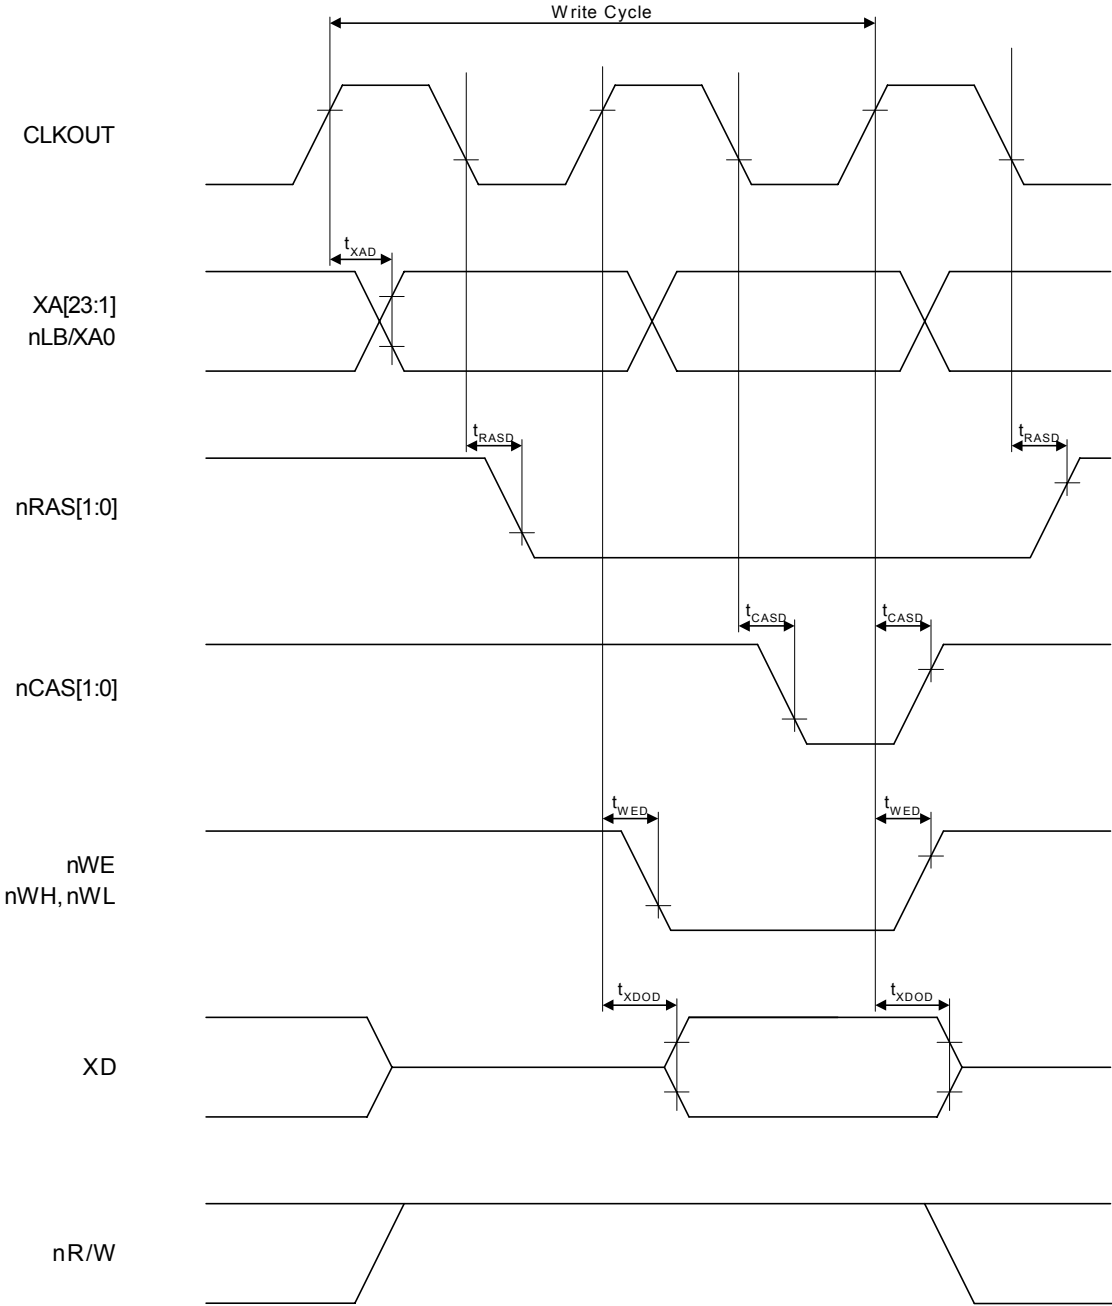 Write Cycle
CLKOUT
tXAD
XA[23:1]
nLB/XA0
tRASD
tRASD
nRAS[1:0]
tCASD
tCASD
nCAS[1:0]
tWED
tWED
nWE
nWH, nWL
tXDOD
tXDOD
XD
nR/W